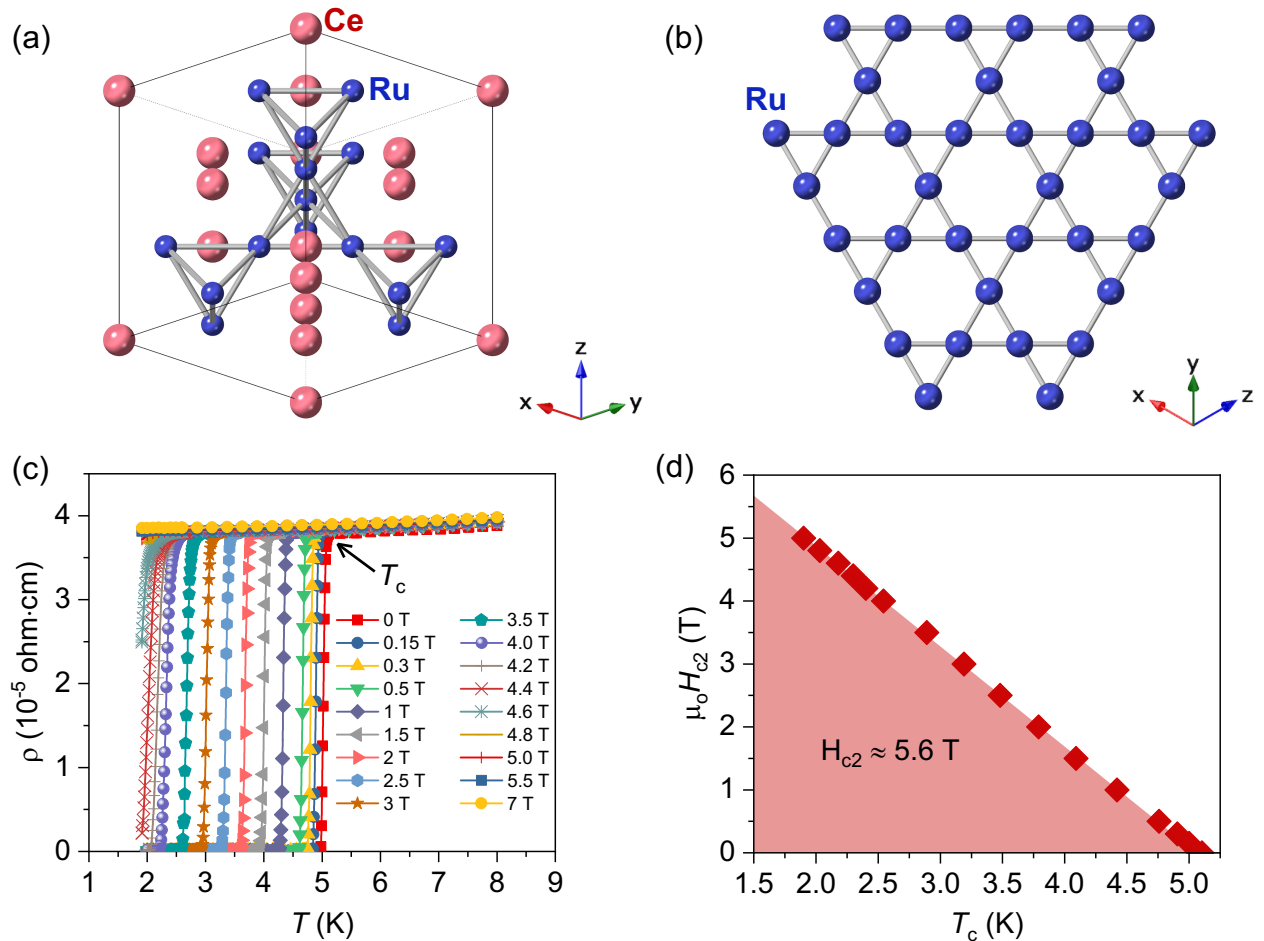 (a)
Ce
Ru
z
x
y
(b)
Ru
y
x
z
(c)
ρ (10⁻⁵ ohm·cm)
4
3
2
1
0
1 2 3 4 5 6 7 8 9
T (K)
Tc
0 T
0.15 T
0.3 T
0.5 T
1 T
1.5 T
2 T
2.5 T
3 T
3.5 T
4.0 T
4.2 T
4.4 T
4.6 T
4.8 T
5.0 T
5.5 T
7 T
(d)
μoHc2 (T)
6
5
4
3
2
1
0
1.5 2.0 2.5 3.0 3.5 4.0 4.5 5.0
Tc (K)
Hc2 ≈ 5.6 T